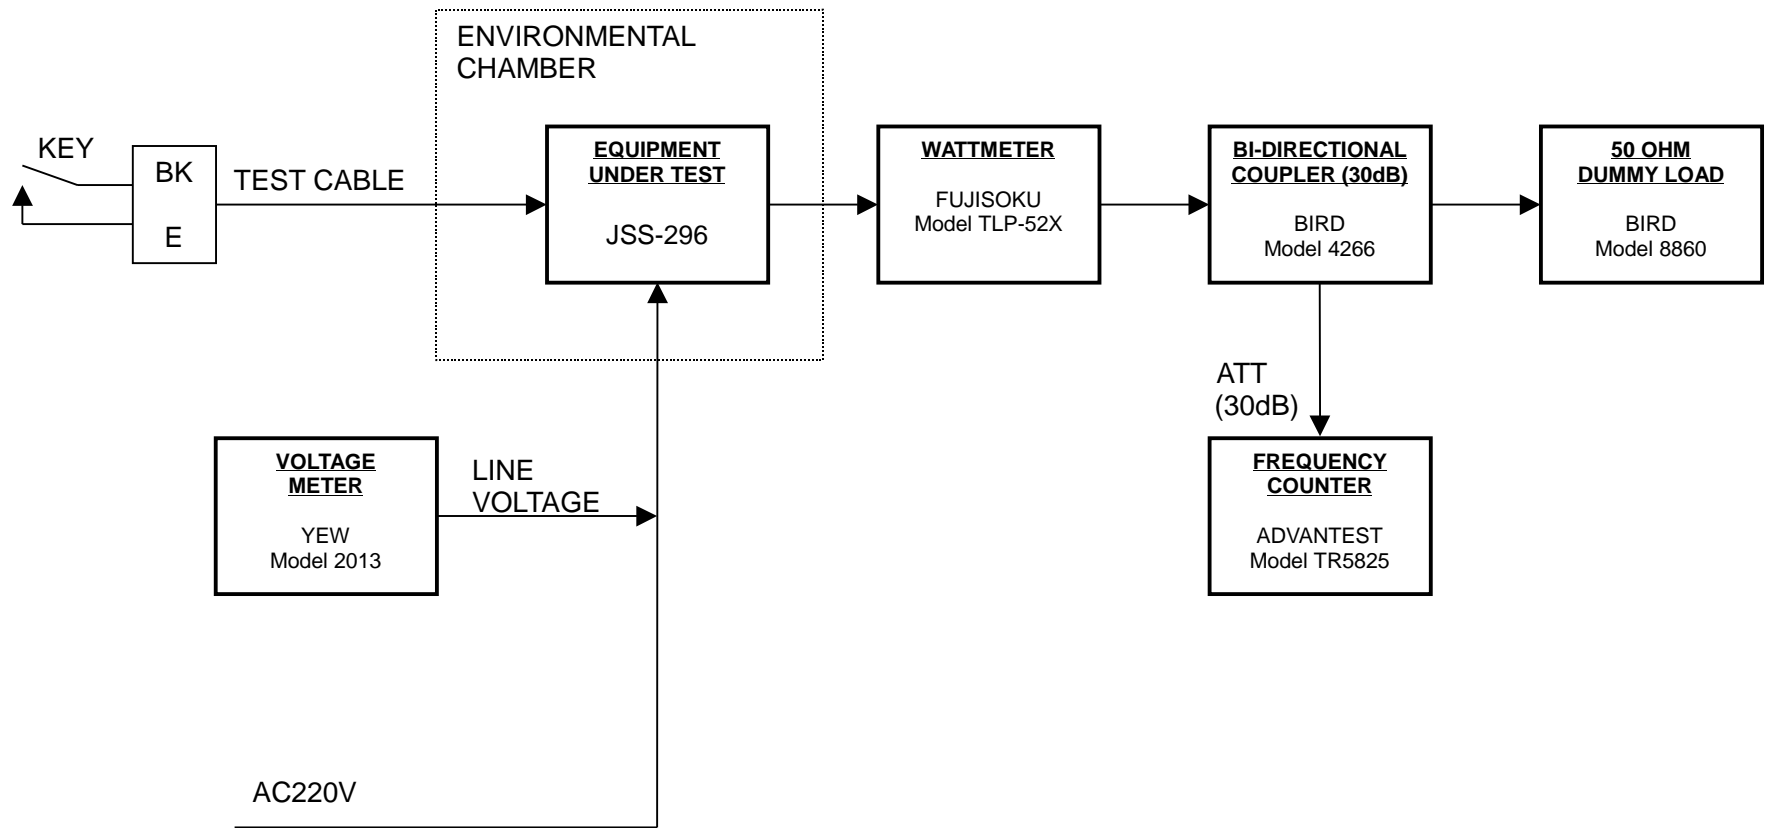 ENVIRONMENTAL
CHAMBER
KEY
BK
E
TEST CABLE
EQUIPMENT
UNDER TEST
JSS-296
WATTMETER
FUJISOKU
Model TLP-52X
BI-DIRECTIONAL
COUPLER (30dB)
BIRD
Model 4266
50 OHM
DUMMY LOAD
BIRD
Model 8860
ATT
(30dB)
VOLTAGE
METER
YEW
Model 2013
LINE
VOLTAGE
FREQUENCY
COUNTER
ADVANTEST
Model TR5825
AC220V